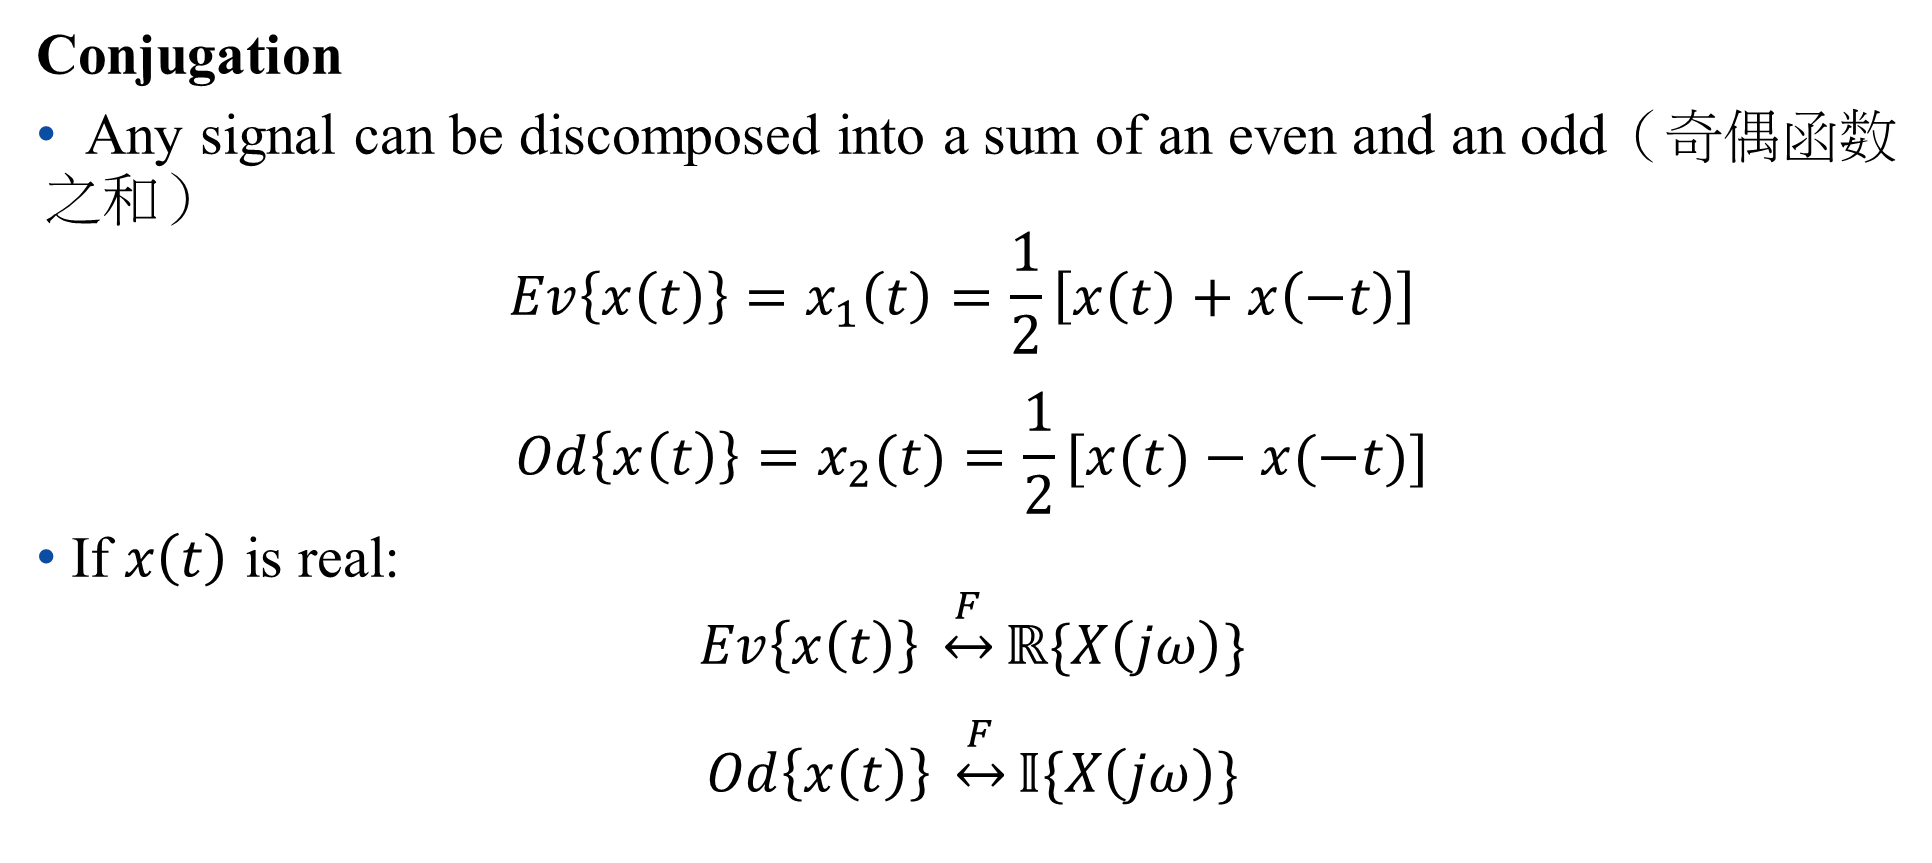 Conjugation
• Any signal can be discomposed into a sum of an even and an odd（奇偶函数
之和）
Ev{x(t)} = x₁(t) = 1/2 [x(t) + x(−t)]
Od{x(t)} = x₂(t) = 1/2 [x(t) − x(−t)]
• If x(t) is real:
Ev{x(t)} F↔ ℝ{X(jω)}
Od{x(t)} F↔ 𝕀{X(jω)}